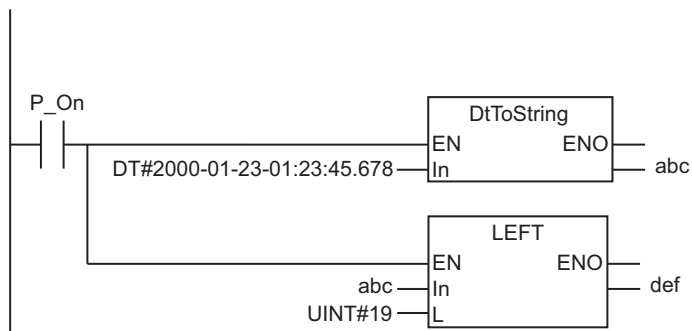 P_On
DtToString
EN ENO
DT#2000-01-23-01:23:45.678 In abc
LEFT
EN ENO
abc In def
UINT#19 L